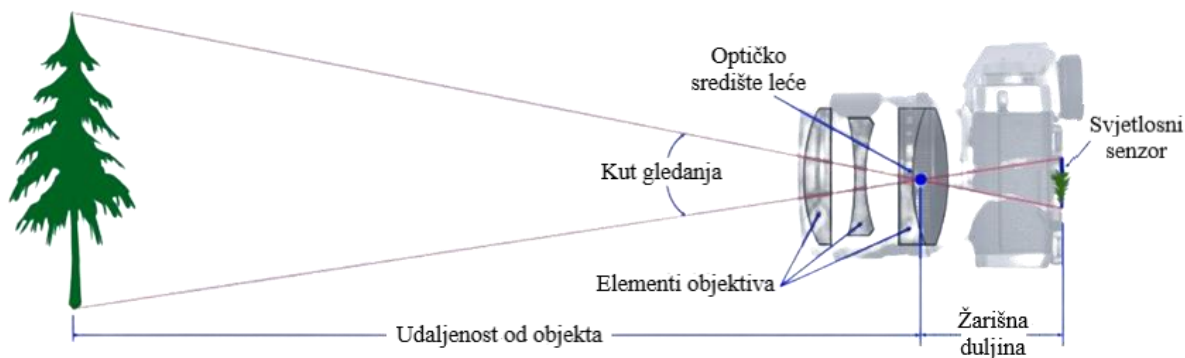 Optičko
središte leće
Svjetlosni
senzor
Kut gledanja
Elementi objektiva
Udaljenost od objekta
Žarišna
duljina